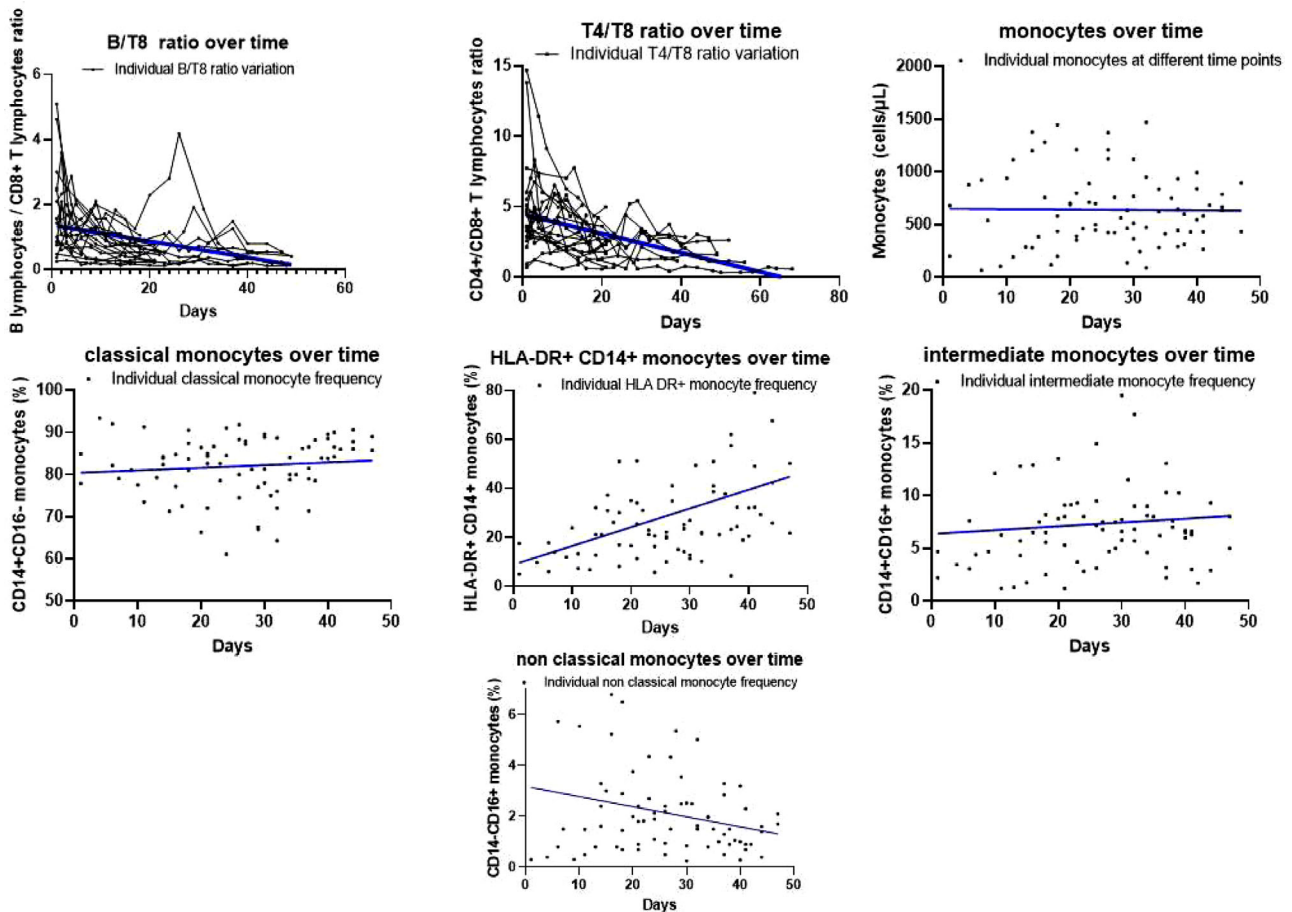 B/T8 ratio over time
Individual B/T8 ratio variation
B lymphocytes / CD8+ T lymphocytes ratio
6
4
2
0
0 20 40 60
Days
T4/T8 ratio over time
Individual T4/T8 ratio variation
CD4+/CD8+ T lymphocytes ratio
15
10
5
0
0 20 40 60 80
Days
monocytes over time
Individual monocytes at different time points
Monocytes (cells/µL)
2000
1500
1000
500
0
0 10 20 30 40 50
Days
classical monocytes over time
Individual classical monocyte frequency
CD14+CD16- monocytes (%)
100
90
80
70
60
50
0 10 20 30 40 50
Days
HLA-DR+ CD14+ monocytes over time
Individual HLA DR+ monocyte frequency
HLA-DR+ CD14+ monocytes (%)
80
60
40
20
0
0 10 20 30 40 50
Days
intermediate monocytes over time
Individual intermediate monocyte frequency
CD14+CD16+ monocytes (%)
20
15
10
5
0
0 10 20 30 40 50
Days
non classical monocytes over time
Individual non classical monocyte frequency
CD14-CD16+ monocytes (%)
6
4
2
0
0 10 20 30 40 50
Days